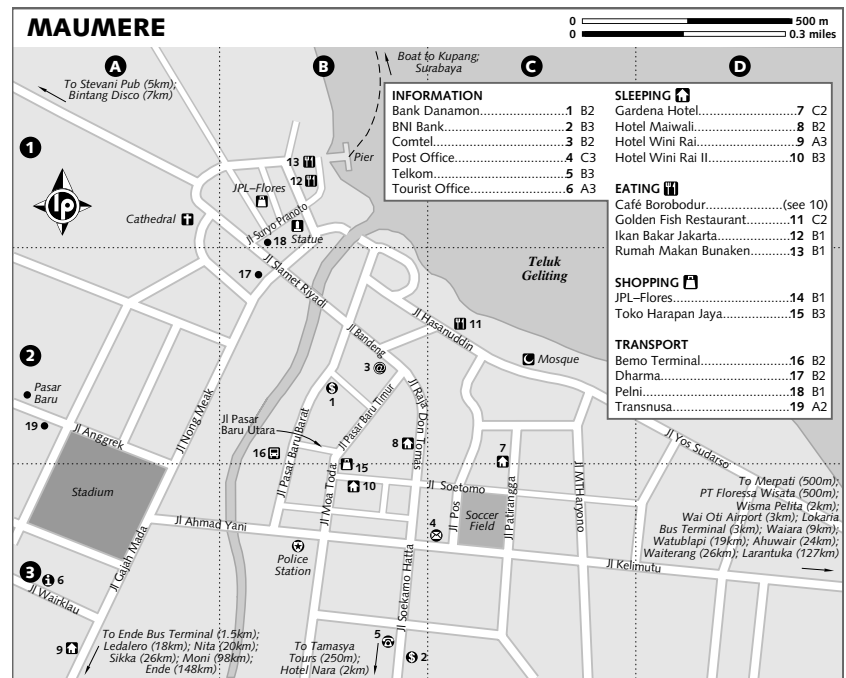 MAUMERE
0 500 m
0 0.3 miles
A
B
C
D
To Stevani Pub (5km);
Bintang Disco (7km)
Boat to Kupang;
Surabaya
INFORMATION
Bank Danamon 1 B2
BNI Bank 2 B3
Comtel 3 B2
Post Office 4 C3
Telkom 5 B3
Tourist Office 6 A3
SLEEPING
Gardena Hotel 7 C2
Hotel Maiwali 8 B2
Hotel Wini Rai 9 A3
Hotel Wini Rai II 10 B3
EATING
Café Borobodur (see 10)
Golden Fish Restaurant 11 C2
Ikan Bakar Jakarta 12 B1
Rumah Makan Bunaken 13 B1
SHOPPING
JPL–Flores 14 B1
Toko Harapan Jaya 15 B3
TRANSPORT
Bemo Terminal 16 B2
Dharma 17 B2
Pelni 18 B1
Transnusa 19 A2
1
lp
13
Pier
12
JPL–Flores
Cathedral
Jl Suryo Pranoto
Statue
18
17
Jl Slamet Riyadi
Teluk
Geliting
Jl Hasanuddin
11
Jl Bandeng
2
3 @
Mosque
Pasar
Baru
$
1
Jl Nong Meak
Jl Raja Don Tomas
Jl Pasar
Baru Utara
Jl Pasar Baru Timur
Jl Pasar Baru Barat
19
Jl Anggrek
8
7
16
15
Jl Yos Sudarso
Stadium
10
Jl Moa Toda
Jl Soetomo
Jl Pos
Soccer
Field
Jl Patirangga
Jl MT Haryono
To Merpati (500m);
PT Floressa Wisata (500m);
Wisma Pelita (2km);
Wai Oti Airport (3km); Lokaria
Bus Terminal (3km); Waiara (9km);
Watublapi (19km); Ahuwair (24km);
Waiterang (26km); Larantuka (127km)
Jl Ahmad Yani
4
Police
Station
Jl Gajah Mada
Jl Kelimutu
3
6
Jl Wairklau
Jl Soekarno Hatta
9
To Ende Bus Terminal (1.5km);
Ledalero (18km); Nita (20km);
Sikka (26km); Moni (98km);
Ende (148km)
To Tamasya
Tours (250m);
Hotel Nara (2km)
5
$ 2